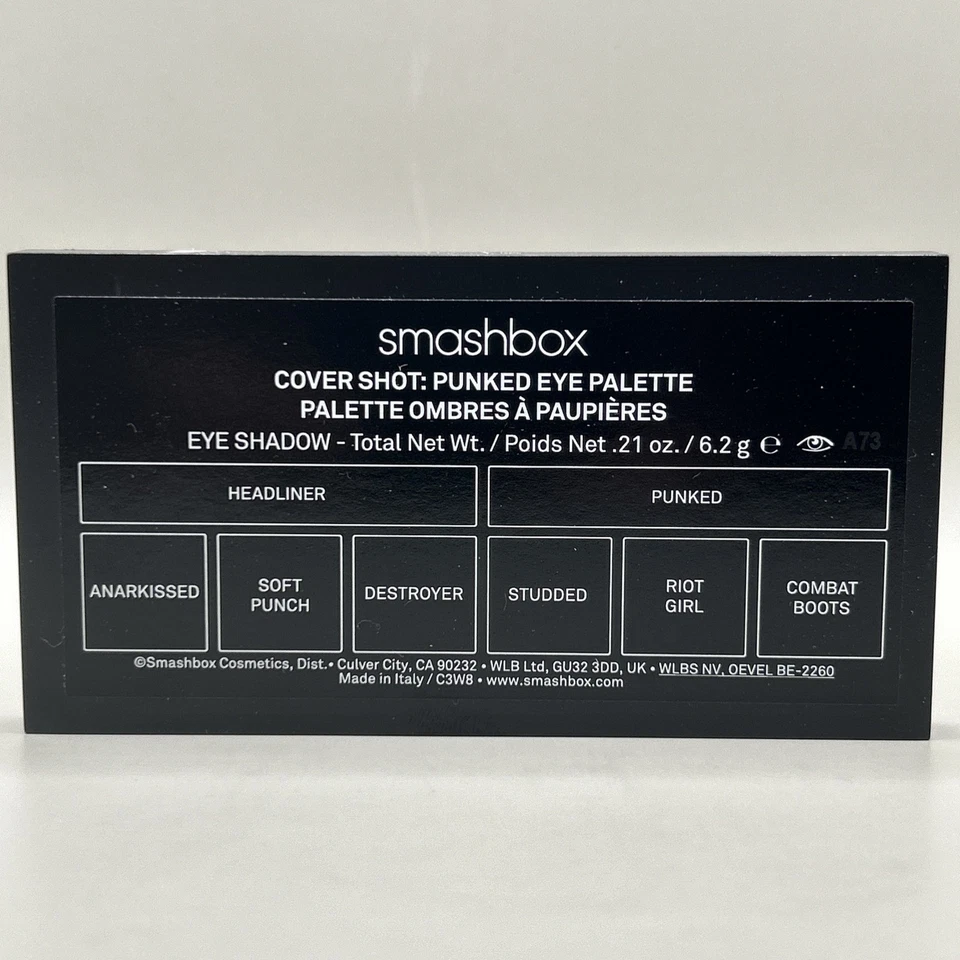 smashbox
COVER SHOT: PUNKED EYE PALETTE
PALETTE OMBRES À PAUPIÈRES
EYE SHADOW - Total Net Wt. / Poids Net .21 oz. / 6.2 g ℮ A73
HEADLINER
PUNKED
ANARKISSED
SOFT
PUNCH
DESTROYER
STUDDED
RIOT
GIRL
COMBAT
BOOTS
©Smashbox Cosmetics, Dist.• Culver City, CA 90232 • WLB Ltd, GU32 3DD, UK • WLBS NV, OEVEL BE-2260
Made in Italy / C3W8 • www.smashbox.com